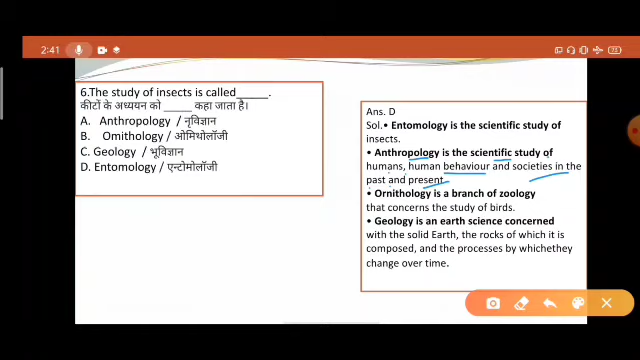 2:41
73
6.The study of insects is called_____.
कीटों के अध्ययन को _____ कहा जाता है।
A. Anthropology / नृविज्ञान
B. Omithology / ओमिथोलॉजी
C. Geology / भूविज्ञान
D. Entomology / एन्टोमोलॉजी
Ans. D
Sol.• Entomology is the scientific study of
insects.
• Anthropology is the scientific study of
humans, human behaviour and societies in the
past and present
• Ornithology is a branch of zoology
that concerns the study of birds.
• Geology is an earth science concerned
with the solid Earth, the rocks of which it is
composed, and the processes by whichethey
change over time.